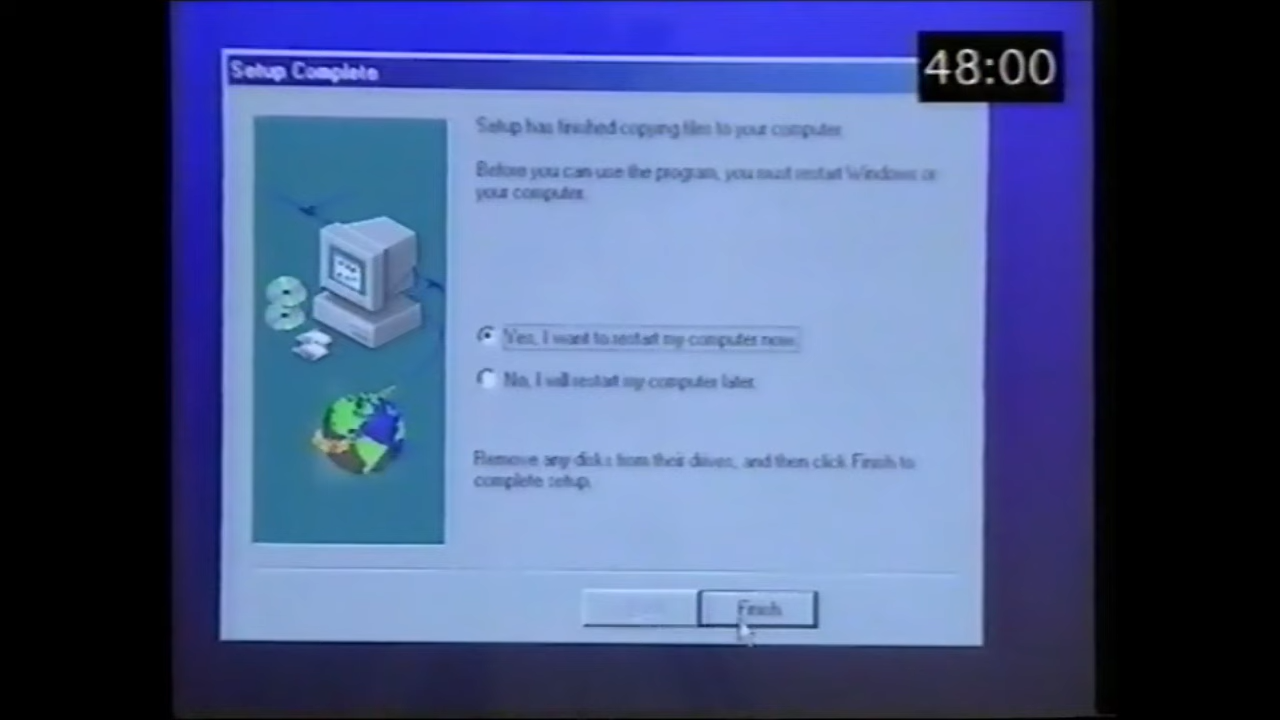 48:00
Setup Complete
Setup has finished copying files to your computer.
Before you can use the program, you must restart Windows or
your computer.
Yes, I want to restart my computer now.
No, I will restart my computer later.
Remove any disks from their drives, and then click Finish to
complete setup.
Finish